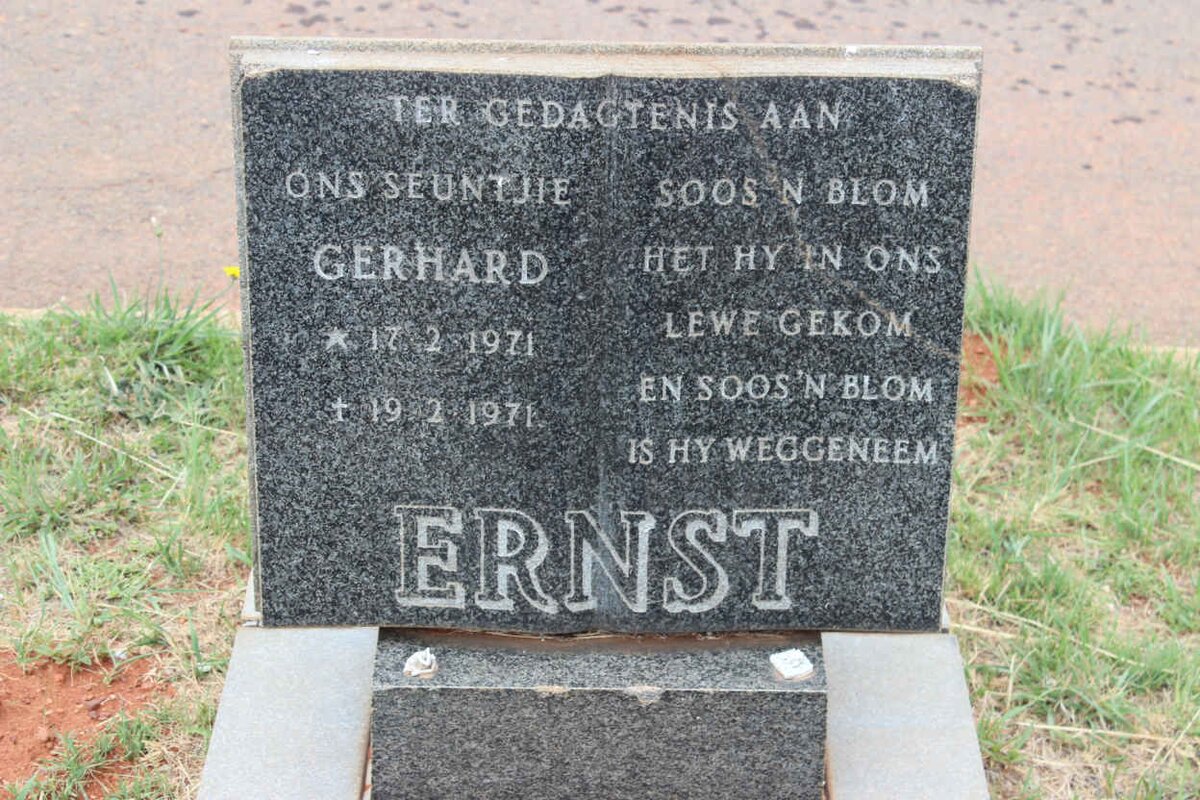 TER GEDAGTENIS AAN
ONS SEUNTJIE
GERHARD
★ 17 2 1971
† 19 2 1971
SOOS 'N BLOM
HET HY IN ONS
LEWE GEKOM
EN SOOS 'N BLOM
IS HY WEGGENEEM
ERNST